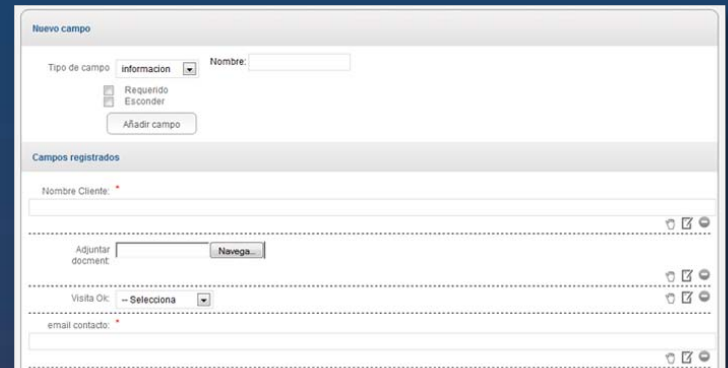 Nuevo campo
Tipo de campo informacion Nombre:
Requerido
Esconder
Añadir campo
Campos registrados
Nombre Cliente: *
Adjuntar Navega...
docment:
Visita Ok: -- Selecciona
email contacto: *